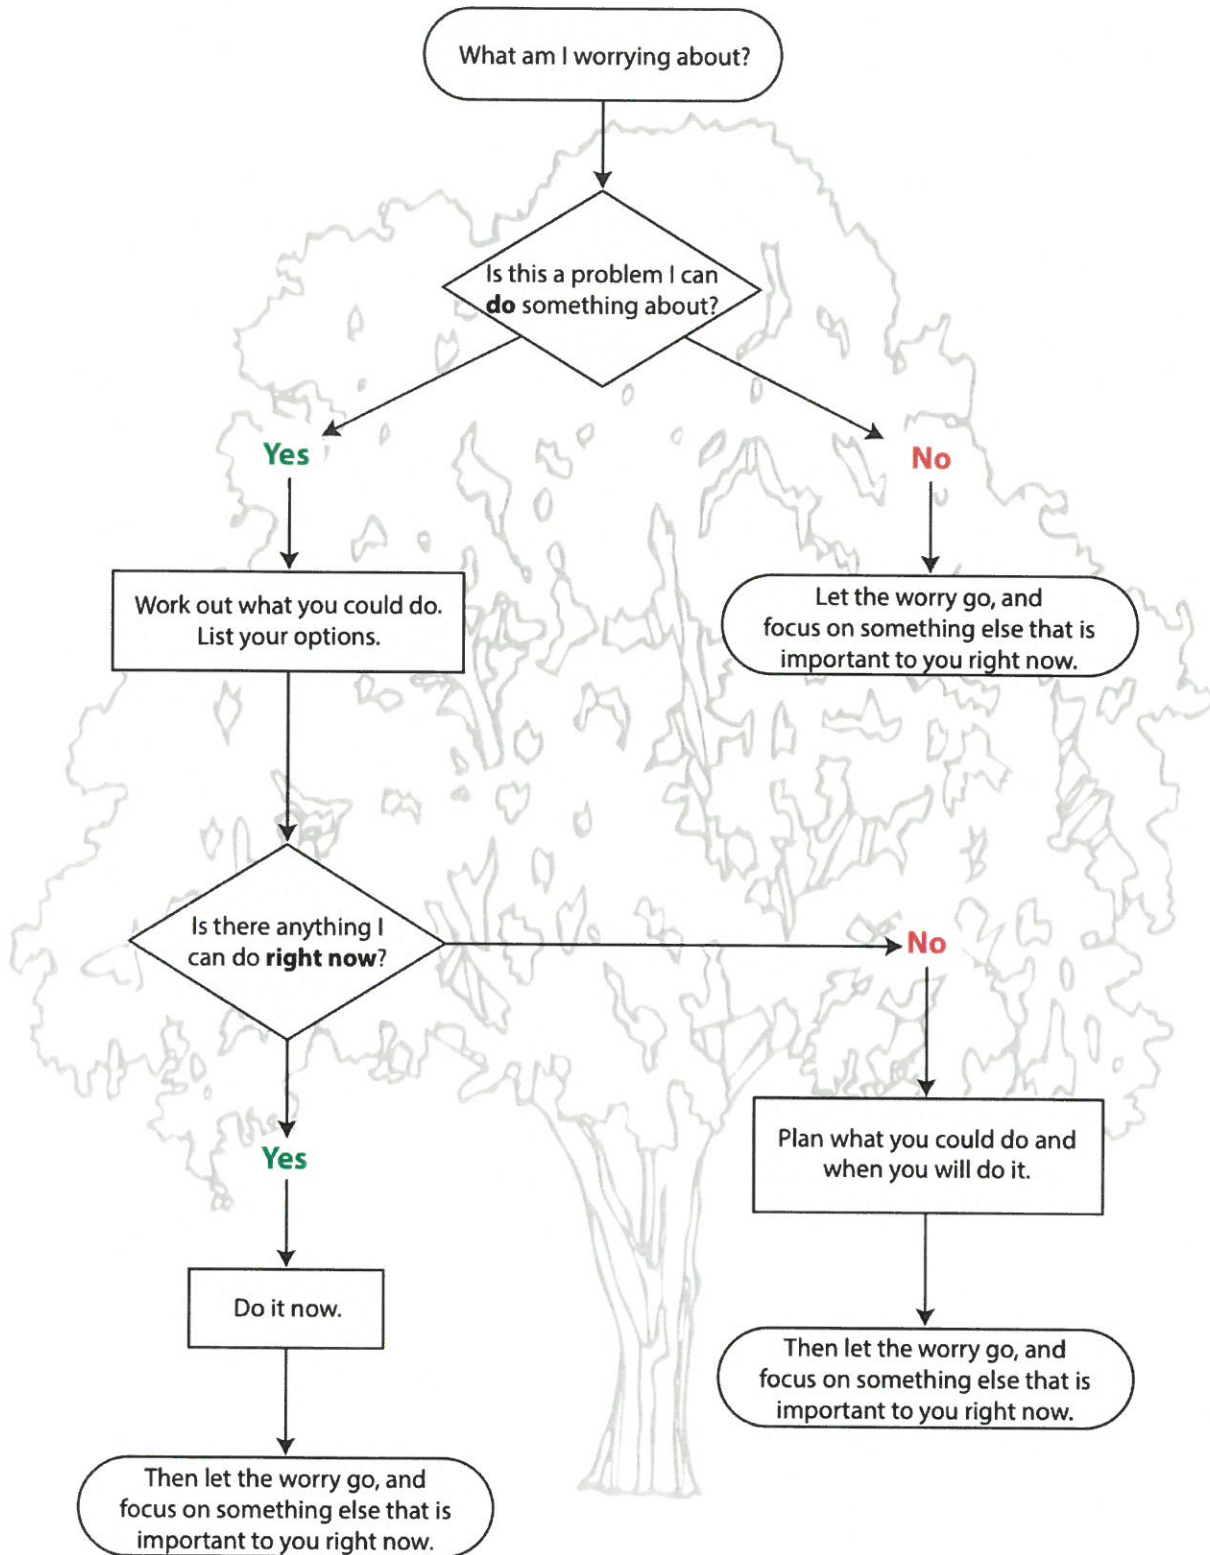 What am I worrying about?
Is this a problem I can
do something about?
Yes
No
Work out what you could do.
List your options.
Let the worry go, and
focus on something else that is
important to you right now.
Is there anything I
can do right now?
No
Yes
Plan what you could do and
when you will do it.
Do it now.
Then let the worry go, and
focus on something else that is
important to you right now.
Then let the worry go, and
focus on something else that is
important to you right now.